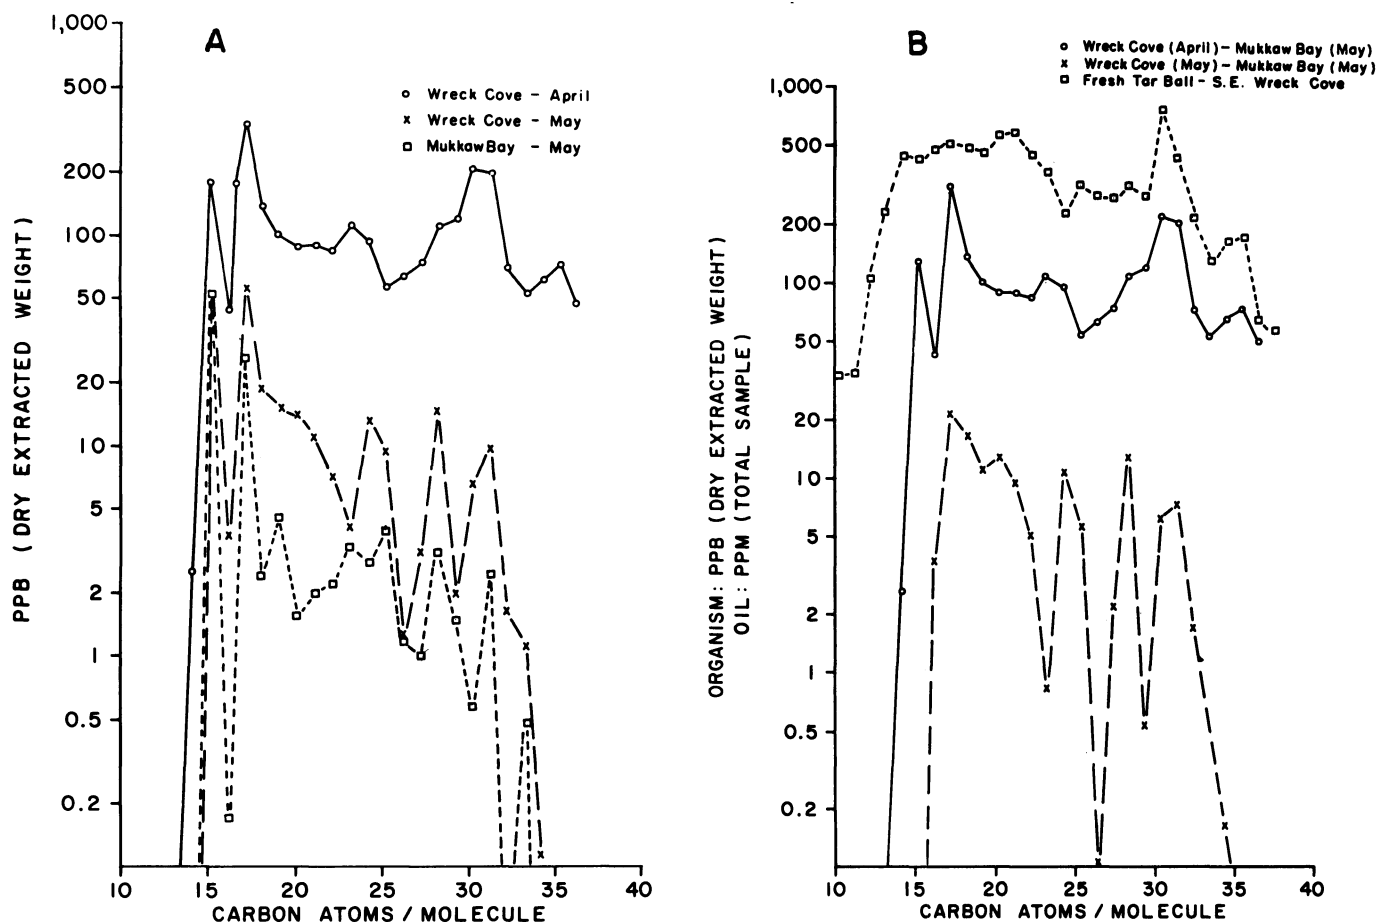 A
Wreck Cove - April
Wreck Cove - May
Mukkaw Bay - May
1,000
500
200
100
50
20
10
5
2
1
0.5
0.2
PPB (DRY EXTRACTED WEIGHT)
10 15 20 25 30 35 40
CARBON ATOMS / MOLECULE
B
Wreck Cove (April) - Mukkaw Bay (May)
Wreck Cove (May) - Mukkaw Bay (May)
Fresh Tar Ball - S.E. Wreck Cove
1,000
500
200
100
50
20
10
5
2
1
0.5
0.2
ORGANISM: PPB (DRY EXTRACTED WEIGHT)
OIL: PPM (TOTAL SAMPLE)
10 15 20 25 30 35 40
CARBON ATOMS / MOLECULE